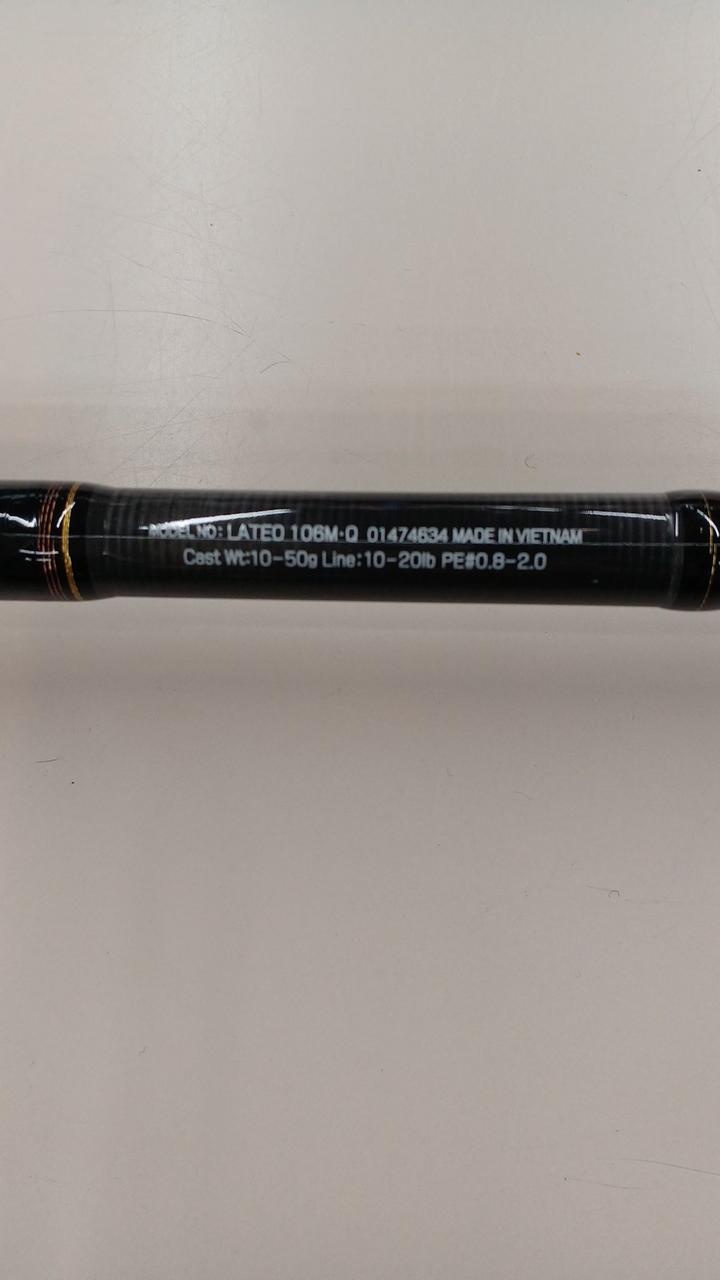 MODEL No: LATEO 106M·Q 01474634 MADE IN VIETNAM
Cast Wt:10-50g Line:10-20lb PE#0.8-2.0